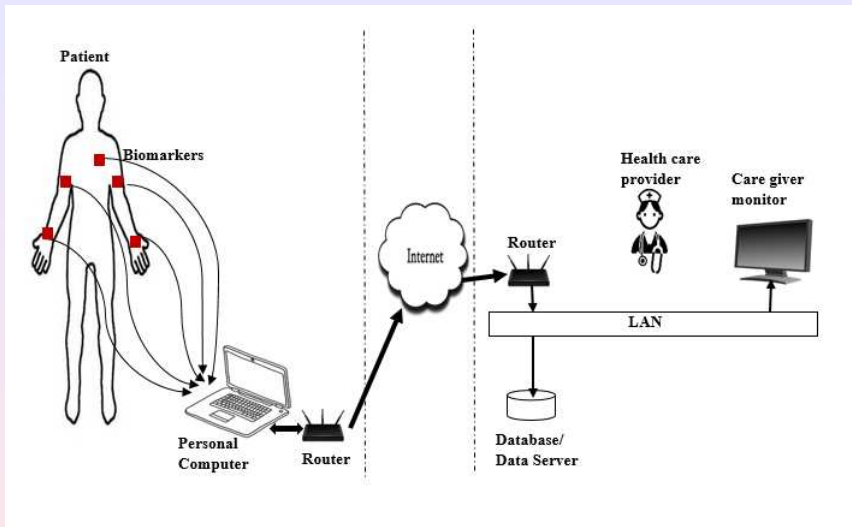 Patient
Biomarkers
Personal
Computer
Router
Internet
Router
Health care
provider
Care giver
monitor
LAN
Database/
Data Server